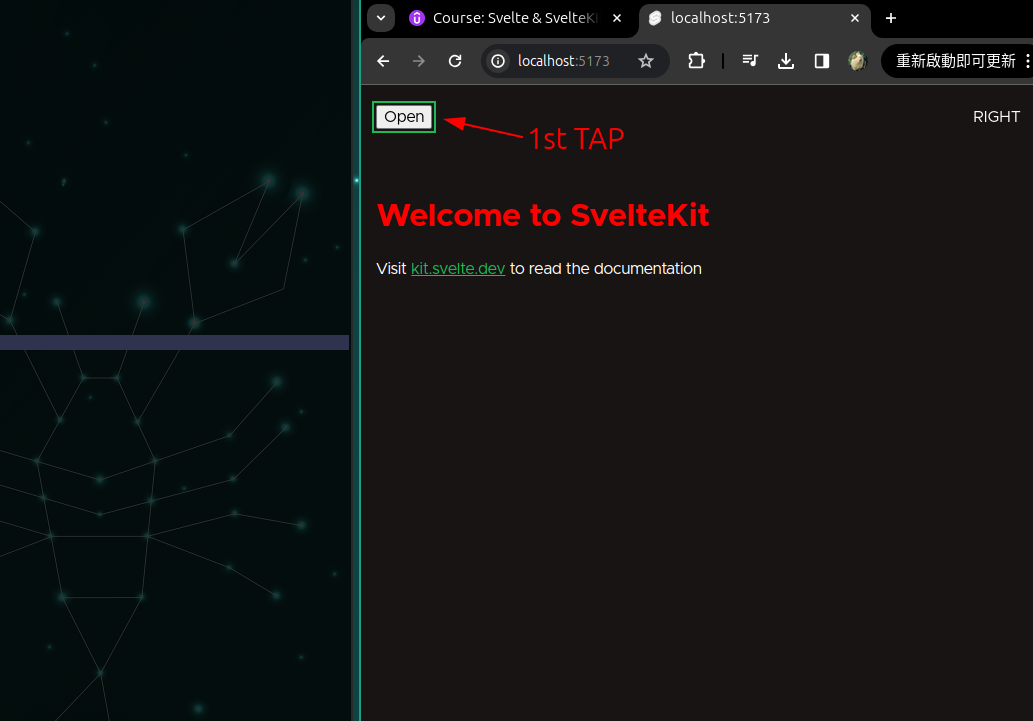 Course: Svelte & SvelteK
localhost:5173
localhost:5173
重新啟動即可更新
Open
RIGHT
1st TAP
Welcome to SvelteKit
Visit kit.svelte.dev to read the documentation